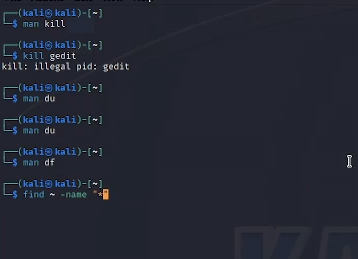 ┌──(kali㉿kali)-[~]
└─$ man kill
┌──(kali㉿kali)-[~]
└─$ kill gedit
kill: illegal pid: gedit
┌──(kali㉿kali)-[~]
└─$ man du
┌──(kali㉿kali)-[~]
└─$ man du
┌──(kali㉿kali)-[~]
└─$ man df
┌──(kali㉿kali)-[~]
└─$ find ~ -name "*"